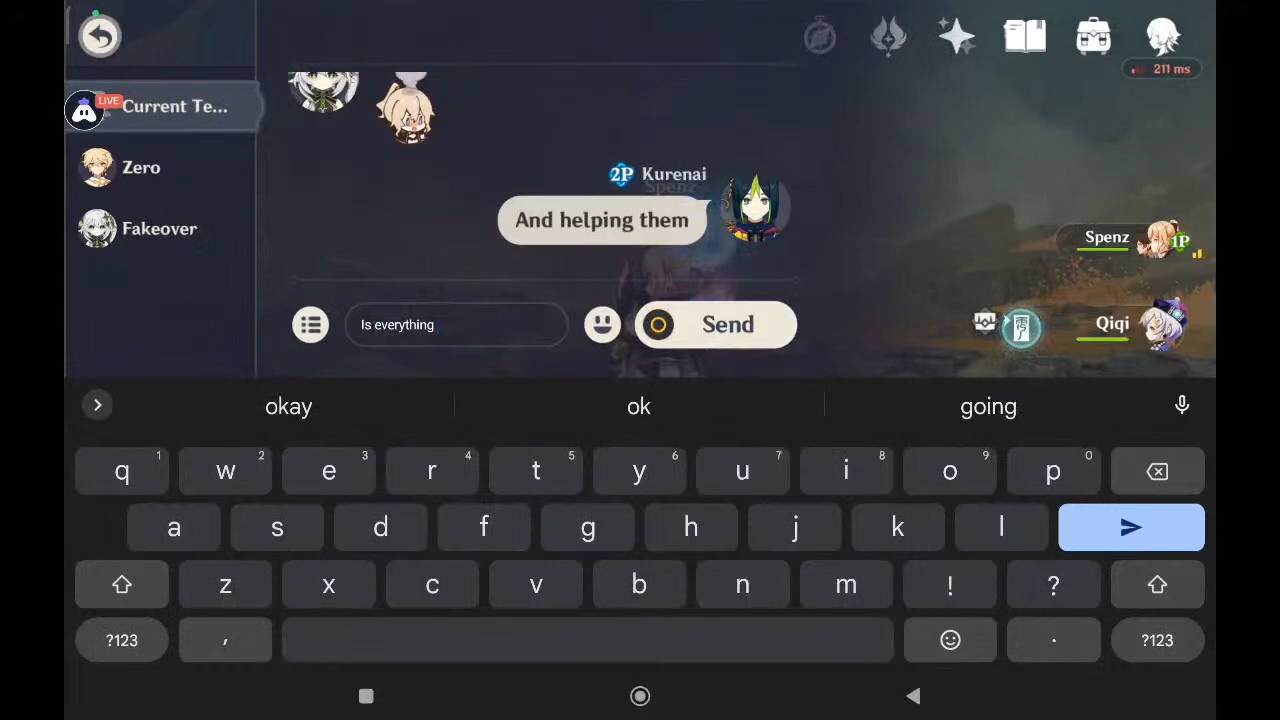 211 ms
LIVE
Current Te...
Zero
Fakeover
2P Kurenai
Spenz
And helping them
Spenz 1P
Qiqi
Is everything
Send
okay ok going
q 1 w 2 e 3 r 4 t 5 y 6 u 7 i 8 o 9 p 0
a s d f g h j k l
z x c v b n m ! ?
?123 , . ?123